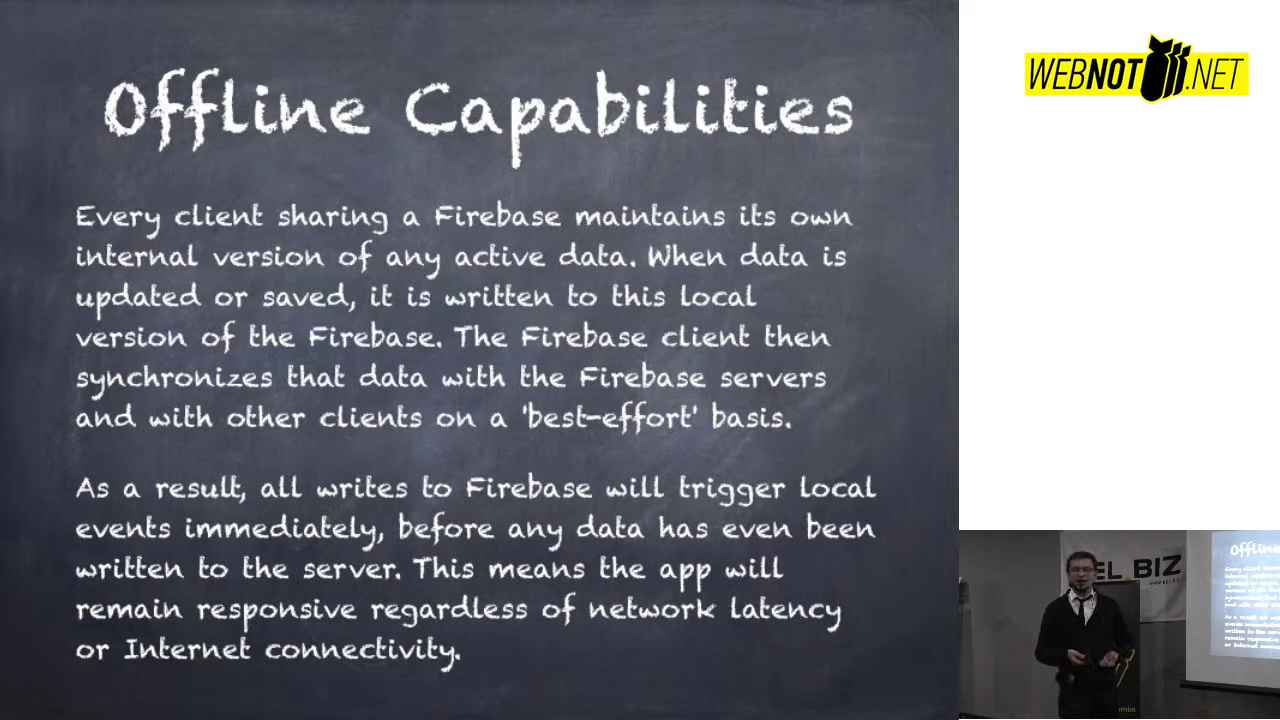 Offline Capabilities
Every client sharing a Firebase maintains its own
internal version of any active data. When data is
updated or saved, it is written to this local
version of the Firebase. The Firebase client then
synchronizes that data with the Firebase servers
and with other clients on a 'best-effort' basis.
As a result, all writes to Firebase will trigger local
events immediately, before any data has even been
written to the server. This means the app will
remain responsive regardless of network latency
or Internet connectivity.
WEBNOT.NET
EL BIZ
Offline